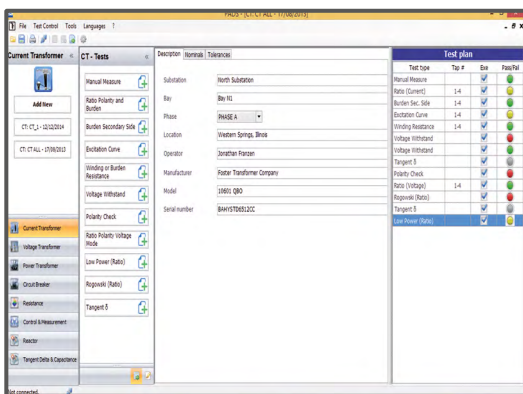 PADS - [CT: CT ALL - 17/08/2013]
File Test Control Tools Languages ?
Current Transformer «
Add New
CT: CT_1 - 12/12/2014
CT: CT ALL - 17/08/2013
Current Transformer
Voltage Transformer
Power Transformer
Circuit Breaker
Resistance
Control & Measurement
Reactor
Tangent Delta & Capacitance
CT - Tests «
Manual Measure
Ratio Polarity and
Burden
Burden Secondary Side
Excitation Curve
Winding or Burden
Resistance
Voltage Withstand
Polarity Check
Ratio Polarity Voltage
Mode
Low Power (Ratio)
Rogowski (Ratio)
Tangent δ
Description Nominals Tolerances
Substation North Substation
Bay Bay N1
Phase PHASE A
Location Western Springs, Illinois
Operator Jonathan Franzen
Manufacturer Foster Transformer Company
Model 10601 QBO
Serial number BAHYSTD6312CC
Test plan
Test type Tap # Exe Pass/Fail
Manual Measure
Ratio (Current) 1-4
Burden Sec. Side 1-4
Excitation Curve 1-4
Winding Resistance 1-4
Voltage Withstand
Voltage Withstand
Tangent δ
Polarity Check
Ratio (Voltage) 1-4
Rogowski (Ratio)
Tangent δ
Low Power (Ratio)
Not connected.